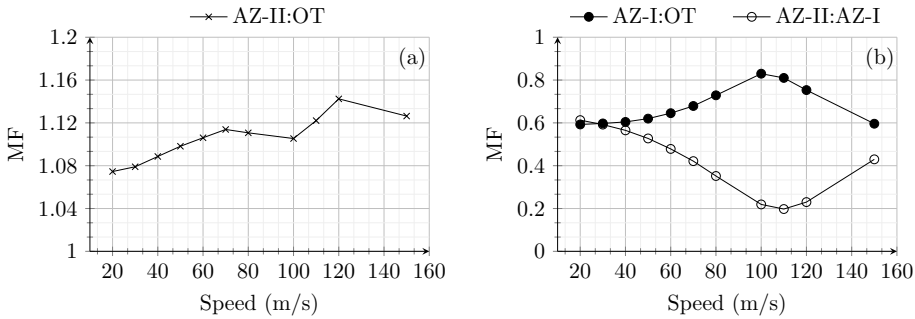 AZ-II:OT
(a)
MF
1.2
1.16
1.12
1.08
1.04
1
20 40 60 80 100 120 140 160
Speed (m/s)
AZ-I:OT AZ-II:AZ-I
(b)
MF
1
0.8
0.6
0.4
0.2
0
20 40 60 80 100 120 140 160
Speed (m/s)